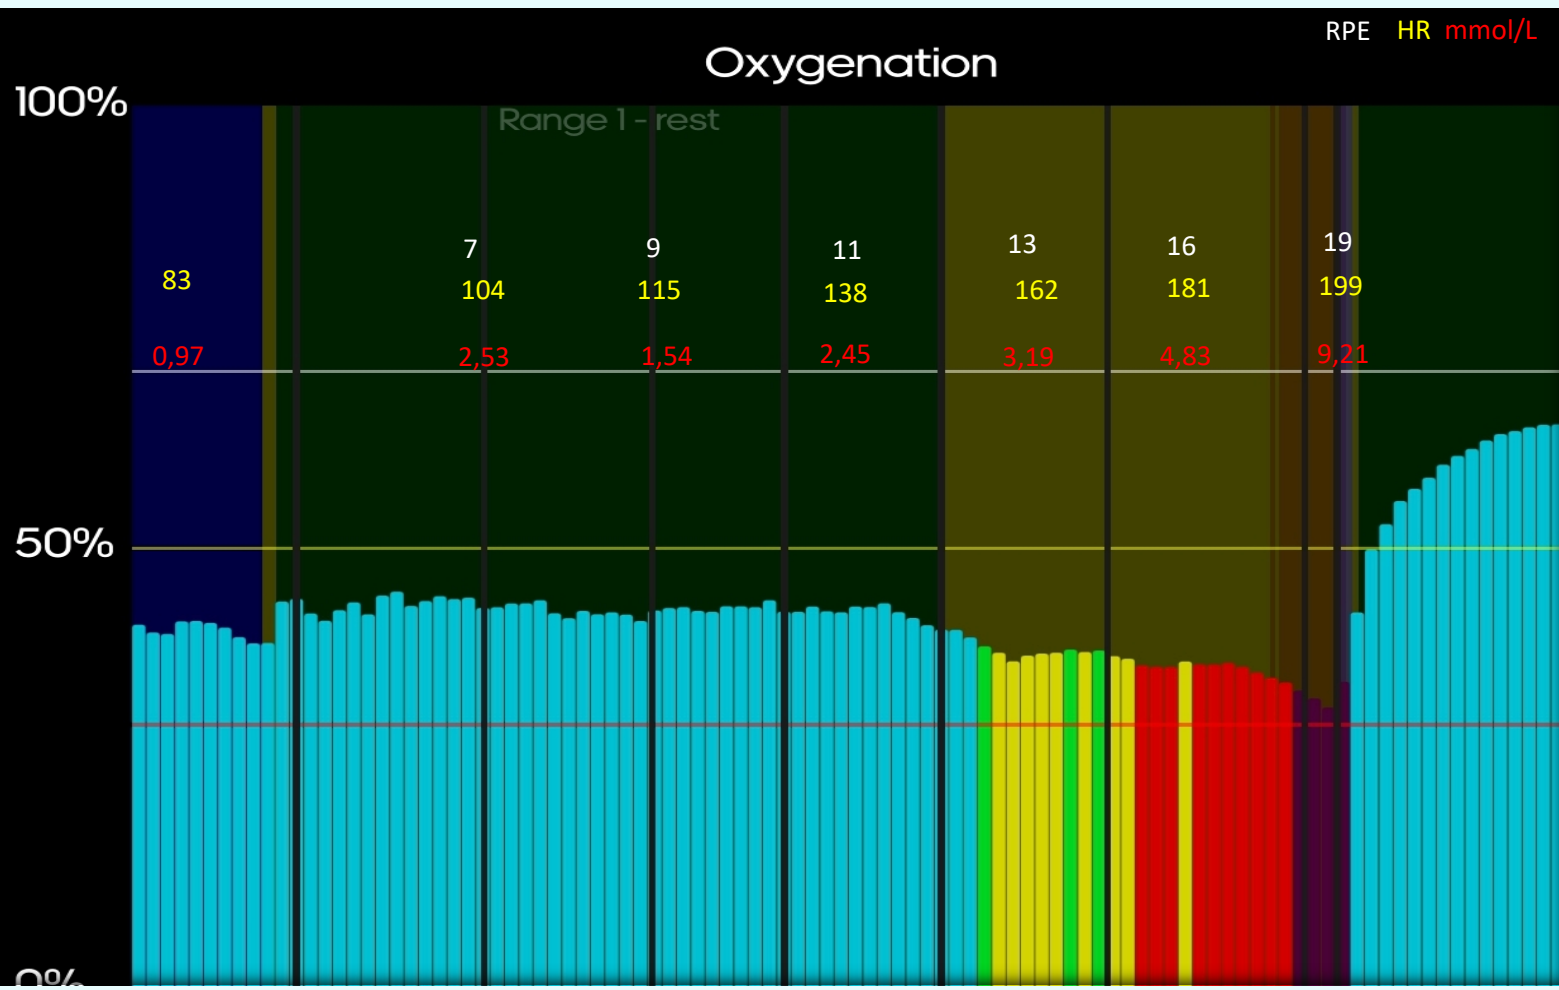 RPE HR mmol/L
Oxygenation
100%
Range 1 - rest
7 9 11 13 16 19
83 104 115 138 162 181 199
0,97 2,53 1,54 2,45 3,19 4,83 9,21
50%
0%